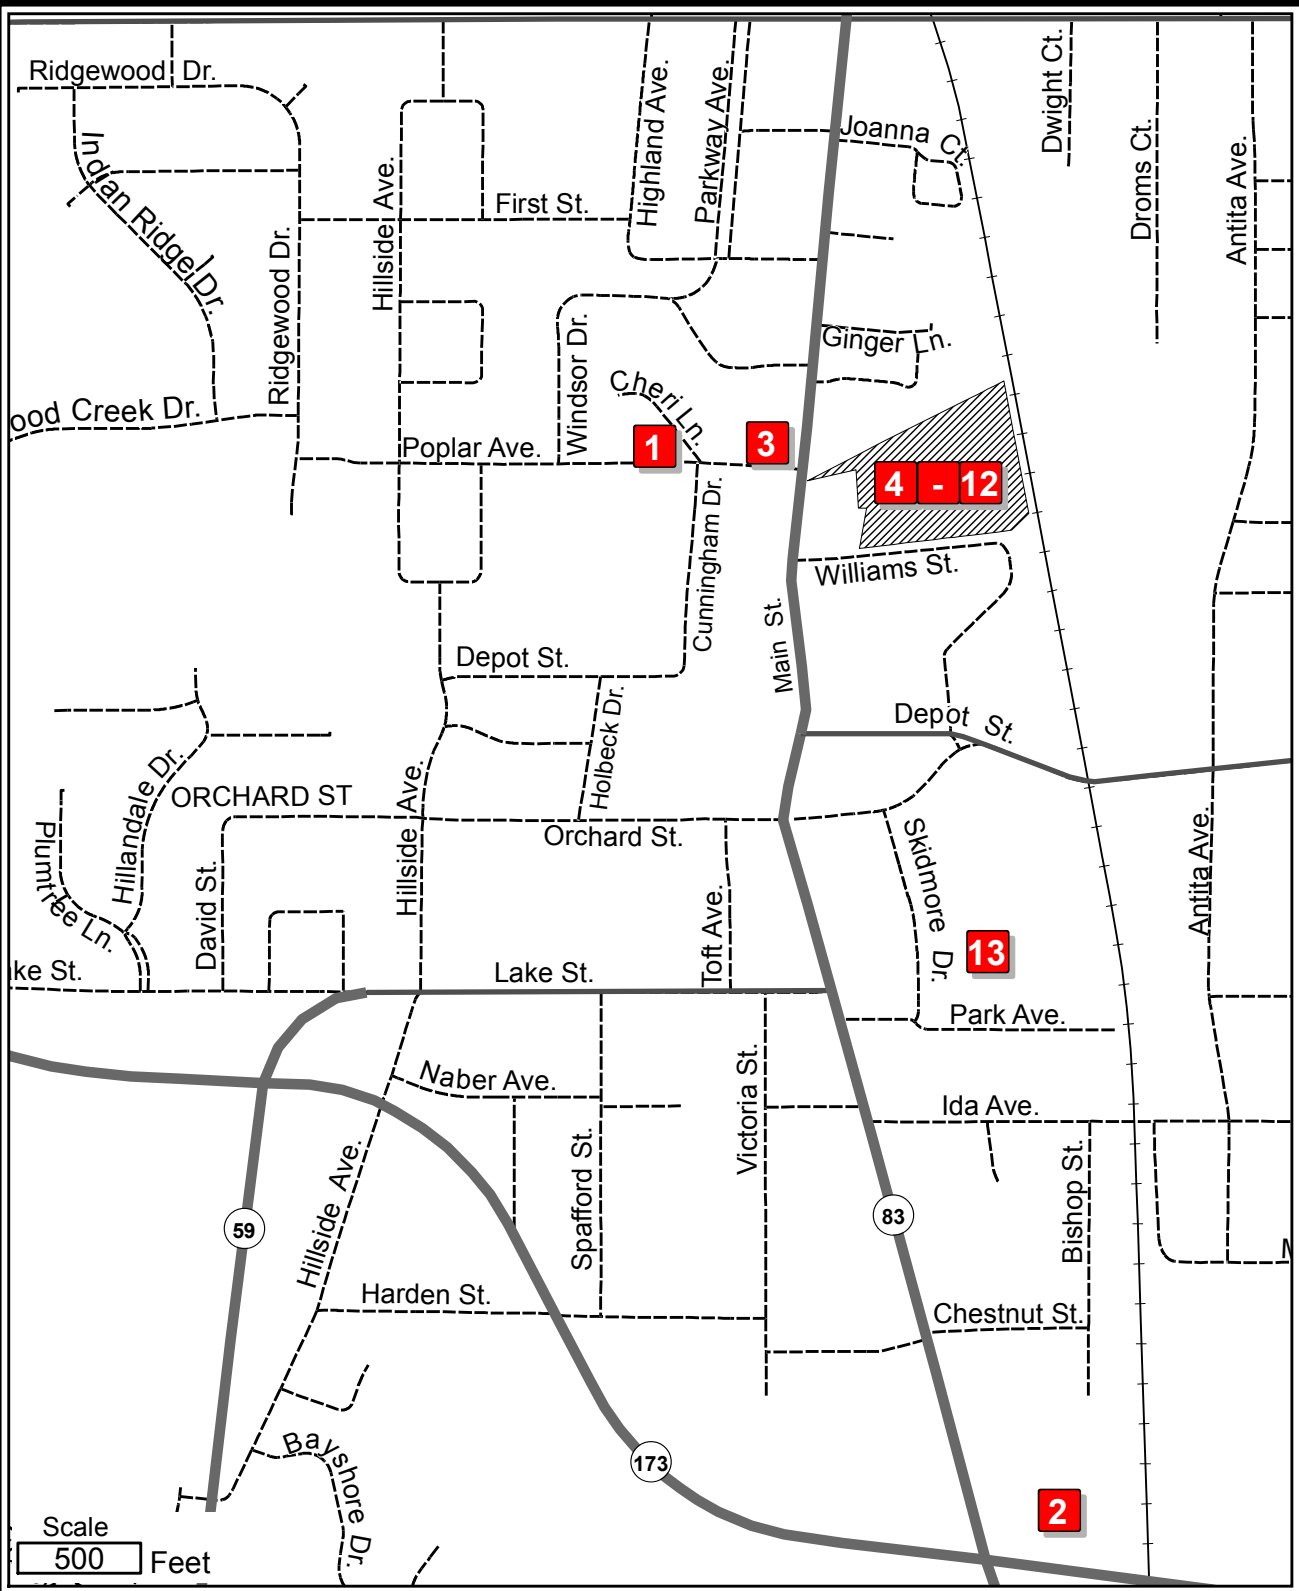 Ridgewood Dr.
Indian Ridge Dr.
Ridgewood Dr.
Hillside Ave.
First St.
Highland Ave.
Parkway Ave.
Joanna Ct.
Dwight Ct.
Droms Ct.
Antita Ave.
Ginger Ln.
ood Creek Dr.
Windsor Dr.
Cheri Ln.
Poplar Ave.
1
3
4 - 12
Cunningham Dr.
Williams St.
Main St.
Depot St.
Holbeck Dr.
Depot St.
Hillandale Dr.
Plumtree Ln.
ORCHARD ST
Hillside Ave.
Orchard St.
David St.
Toft Ave.
Skidmore Dr.
13
Antita Ave.
ke St.
Lake St.
Park Ave.
Naber Ave.
Victoria St.
Ida Ave.
Spafford St.
Bishop St.
59
83
Hillside Ave.
Harden St.
Chestnut St.
Bayshore Dr.
173
2
Scale
500 Feet